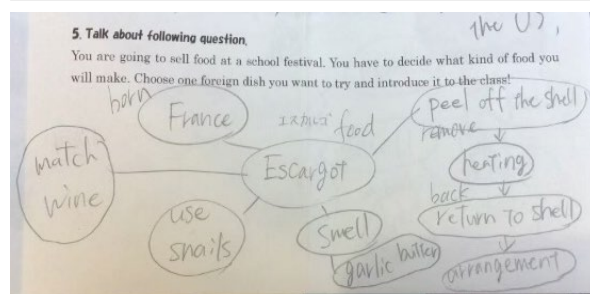 the US,
5. Talk about following question.
You are going to sell food at a school festival. You have to decide what kind of food you
will make. Choose one foreign dish you want to try and introduce it to the class!
born
France
エスカルゴ
food
Escargot
match
wine
use
snails
smell
garlic butter
peel off the shell
remove
heating
back
return to shell
arrangement